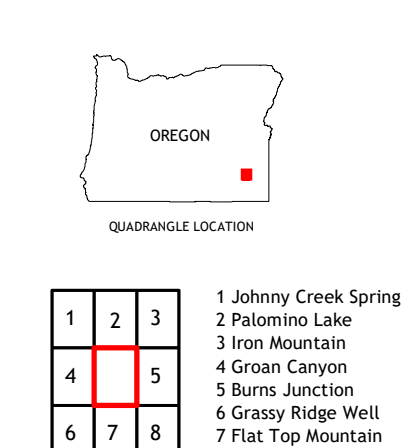 OREGON
QUADRANGLE LOCATION
1 2 3
4 5
6 7 8
1 Johnny Creek Spring
2 Palomino Lake
3 Iron Mountain
4 Groan Canyon
5 Burns Junction
6 Grassy Ridge Well
7 Flat Top Mountain